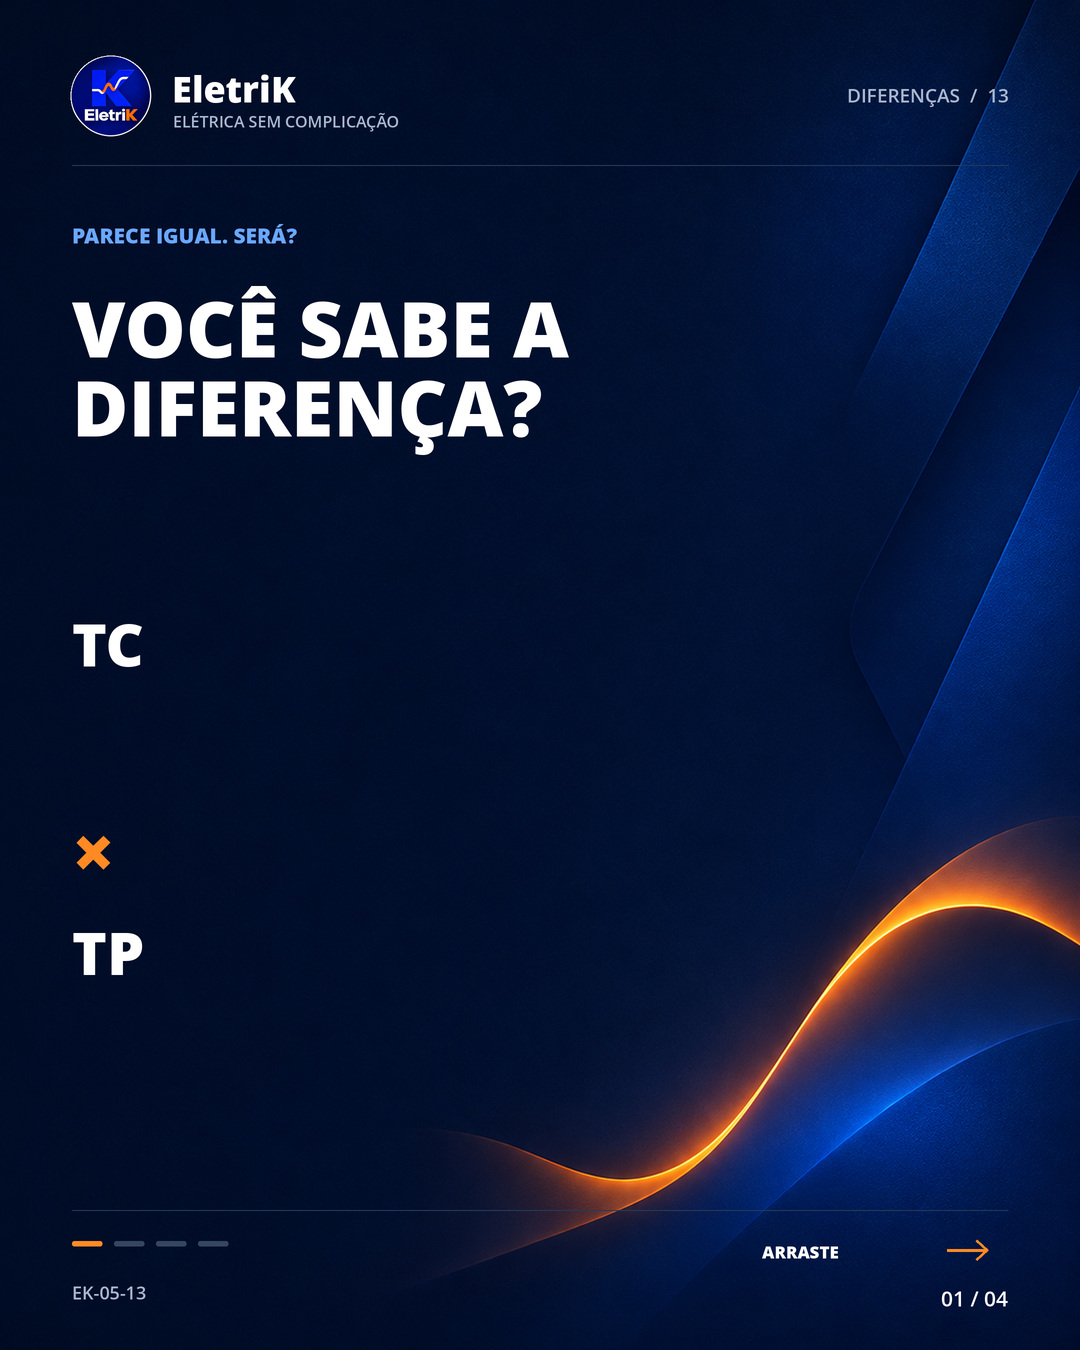 K
EletriK
EletriK
ELÉTRICA SEM COMPLICAÇÃO
DIFERENÇAS / 13
PARECE IGUAL. SERÁ?
VOCÊ SABE A
DIFERENÇA?
TC
×
TP
ARRASTE
EK-05-13
01 / 04